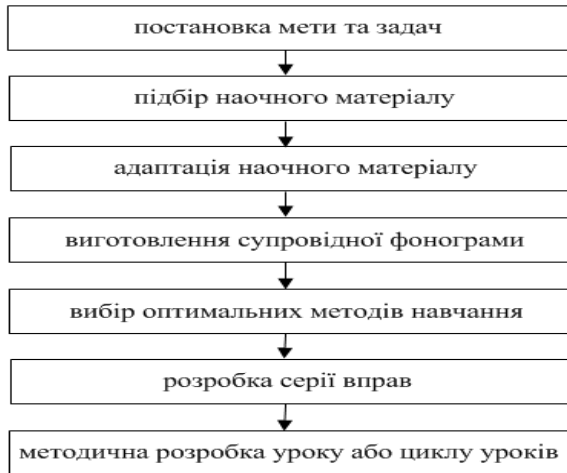 постановка мети та задач
підбір наочного матеріалу
адаптація наочного матеріалу
виготовлення супровідної фонограми
вибір оптимальних методів навчання
розробка серії вправ
методична розробка уроку або циклу уроків